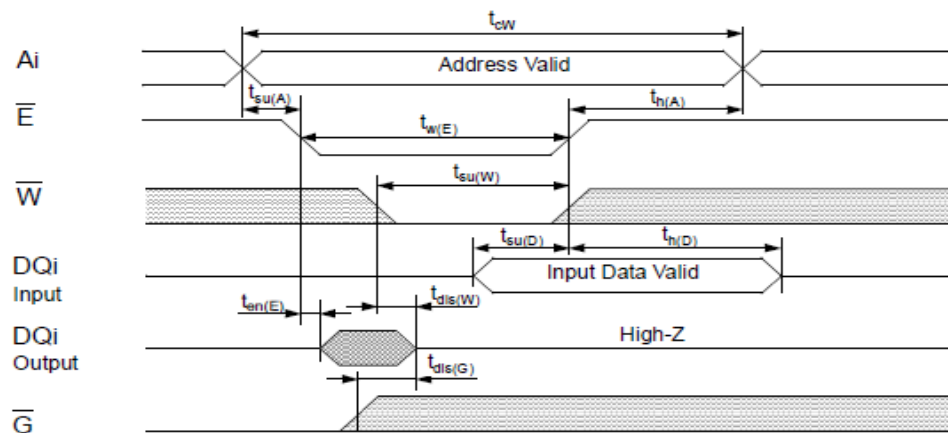 tcW
Ai
Address Valid
tsu(A)
th(A)
E
tw(E)
tsu(W)
W
tsu(D)
th(D)
DQi
Input Data Valid
Input
ten(E)
tdis(W)
DQi
High-Z
Output
tdis(G)
G